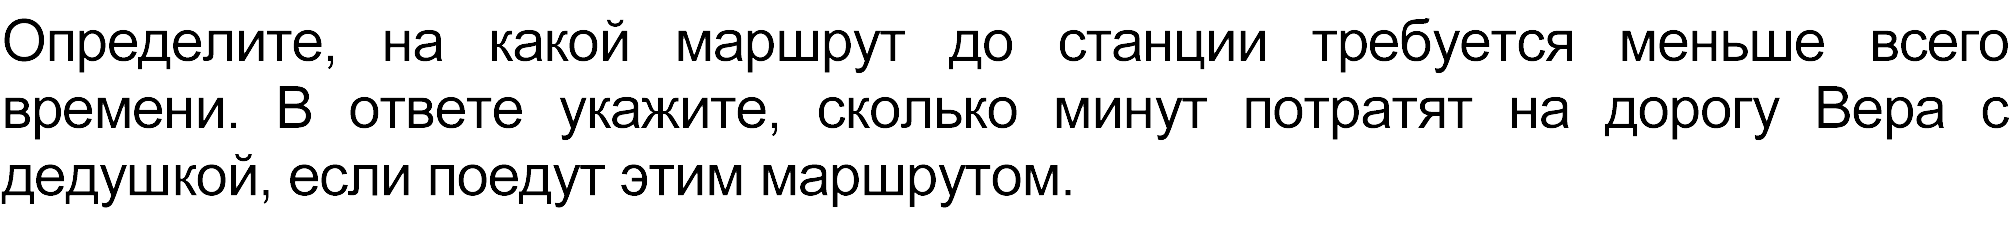 Определите, на какой маршрут до станции требуется меньше всего
времени. В ответе укажите, сколько минут потратят на дорогу Вера с
дедушкой, если поедут этим маршрутом.